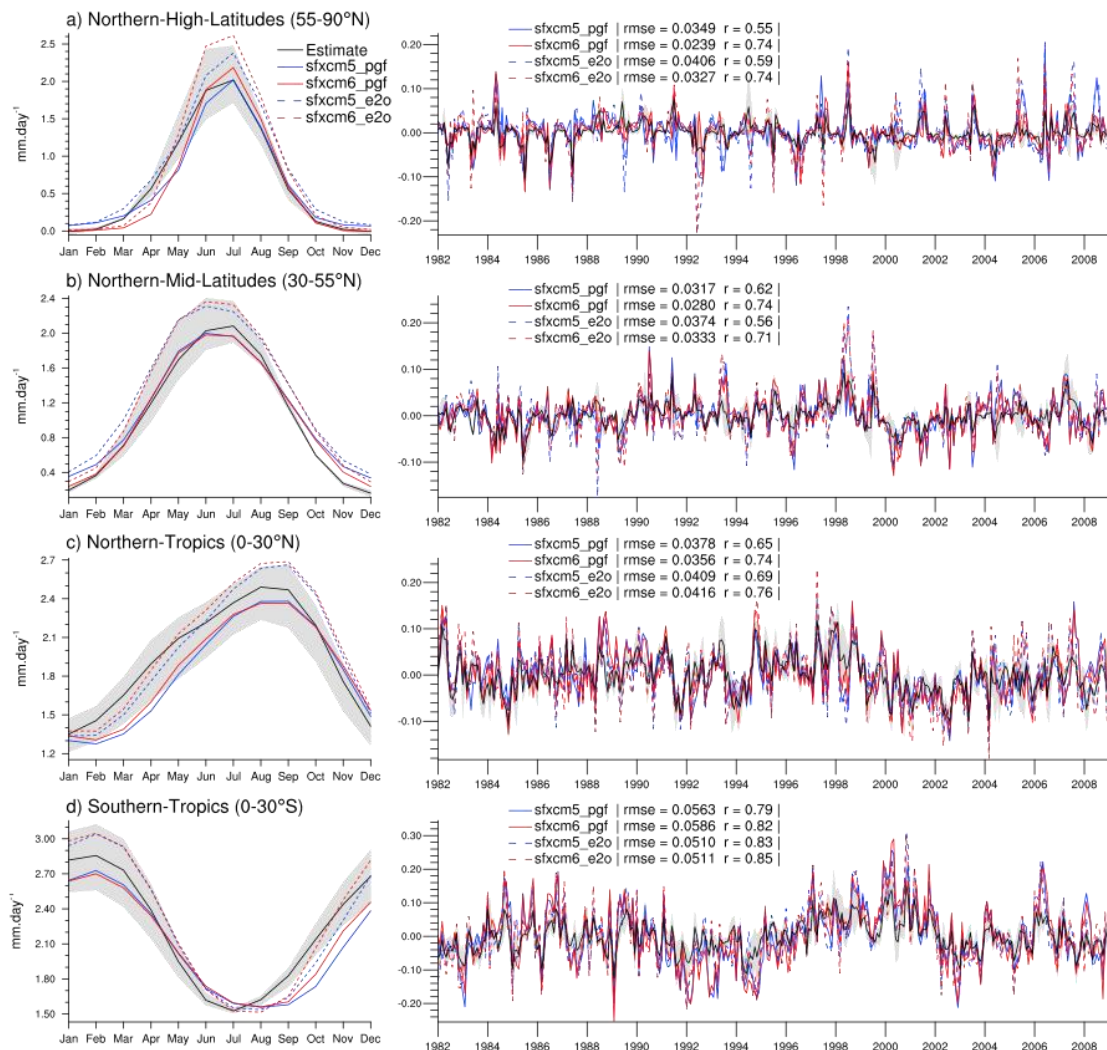 a) Northern-High-Latitudes (55-90°N)
2.5
2.0
1.5
1.0
0.5
0.0
mm.day⁻¹
Estimate
sfxcm5_pgf
sfxcm6_pgf
sfxcm5_e2o
sfxcm6_e2o
Jan Feb Mar Apr May Jun Jul Aug Sep Oct Nov Dec
sfxcm5_pgf | rmse = 0.0349 r = 0.55 |
sfxcm6_pgf | rmse = 0.0239 r = 0.74 |
sfxcm5_e2o | rmse = 0.0406 r = 0.59 |
sfxcm6_e2o | rmse = 0.0327 r = 0.74 |
0.20
0.10
0.00
-0.10
-0.20
1982 1984 1986 1988 1990 1992 1994 1996 1998 2000 2002 2004 2006 2008
b) Northern-Mid-Latitudes (30-55°N)
2.4
2.0
1.6
1.2
0.8
0.4
mm.day⁻¹
Jan Feb Mar Apr May Jun Jul Aug Sep Oct Nov Dec
sfxcm5_pgf | rmse = 0.0317 r = 0.62 |
sfxcm6_pgf | rmse = 0.0280 r = 0.74 |
sfxcm5_e2o | rmse = 0.0374 r = 0.56 |
sfxcm6_e2o | rmse = 0.0333 r = 0.71 |
0.20
0.10
0.00
-0.10
1982 1984 1986 1988 1990 1992 1994 1996 1998 2000 2002 2004 2006 2008
c) Northern-Tropics (0-30°N)
2.7
2.4
2.1
1.8
1.5
1.2
mm.day⁻¹
Jan Feb Mar Apr May Jun Jul Aug Sep Oct Nov Dec
sfxcm5_pgf | rmse = 0.0378 r = 0.65 |
sfxcm6_pgf | rmse = 0.0356 r = 0.74 |
sfxcm5_e2o | rmse = 0.0409 r = 0.69 |
sfxcm6_e2o | rmse = 0.0416 r = 0.76 |
0.20
0.10
0.00
-0.10
1982 1984 1986 1988 1990 1992 1994 1996 1998 2000 2002 2004 2006 2008
d) Southern-Tropics (0-30°S)
3.00
2.70
2.40
2.10
1.80
1.50
mm.day⁻¹
Jan Feb Mar Apr May Jun Jul Aug Sep Oct Nov Dec
sfxcm5_pgf | rmse = 0.0563 r = 0.79 |
sfxcm6_pgf | rmse = 0.0586 r = 0.82 |
sfxcm5_e2o | rmse = 0.0510 r = 0.83 |
sfxcm6_e2o | rmse = 0.0511 r = 0.85 |
0.30
0.20
0.10
0.00
-0.10
-0.20
1982 1984 1986 1988 1990 1992 1994 1996 1998 2000 2002 2004 2006 2008